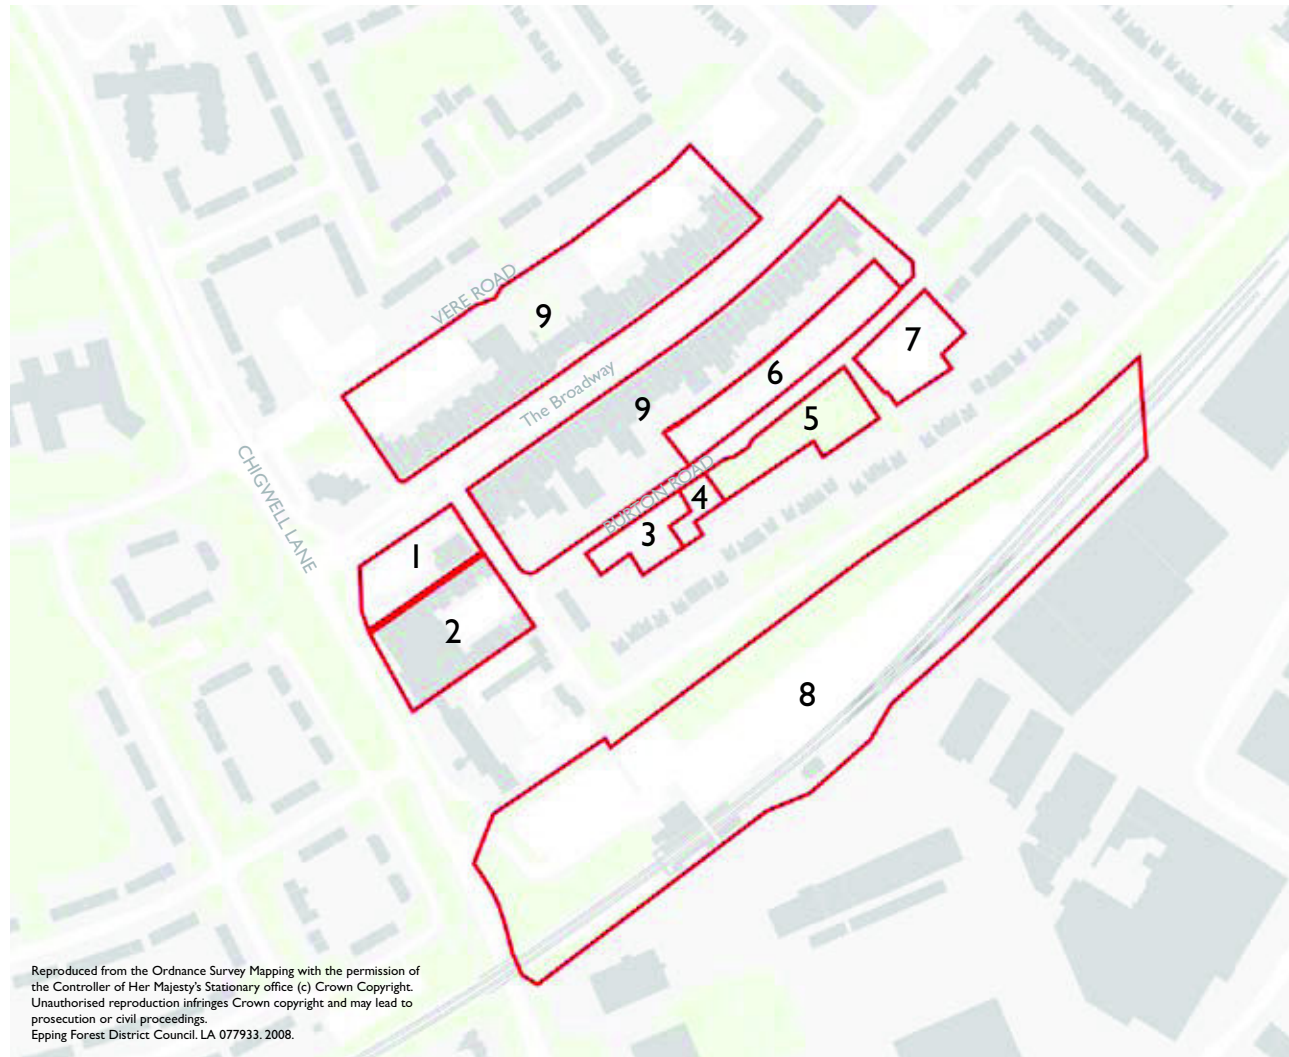 VERE ROAD
9
The Broadway
9
7
6
5
CHIGWELL LANE
BURTON ROAD
4
3
1
2
8
Reproduced from the Ordnance Survey Mapping with the permission of
the Controller of Her Majesty's Stationary office (c) Crown Copyright.
Unauthorised reproduction infringes Crown copyright and may lead to
prosecution or civil proceedings.
Epping Forest District Council. LA 077933. 2008.